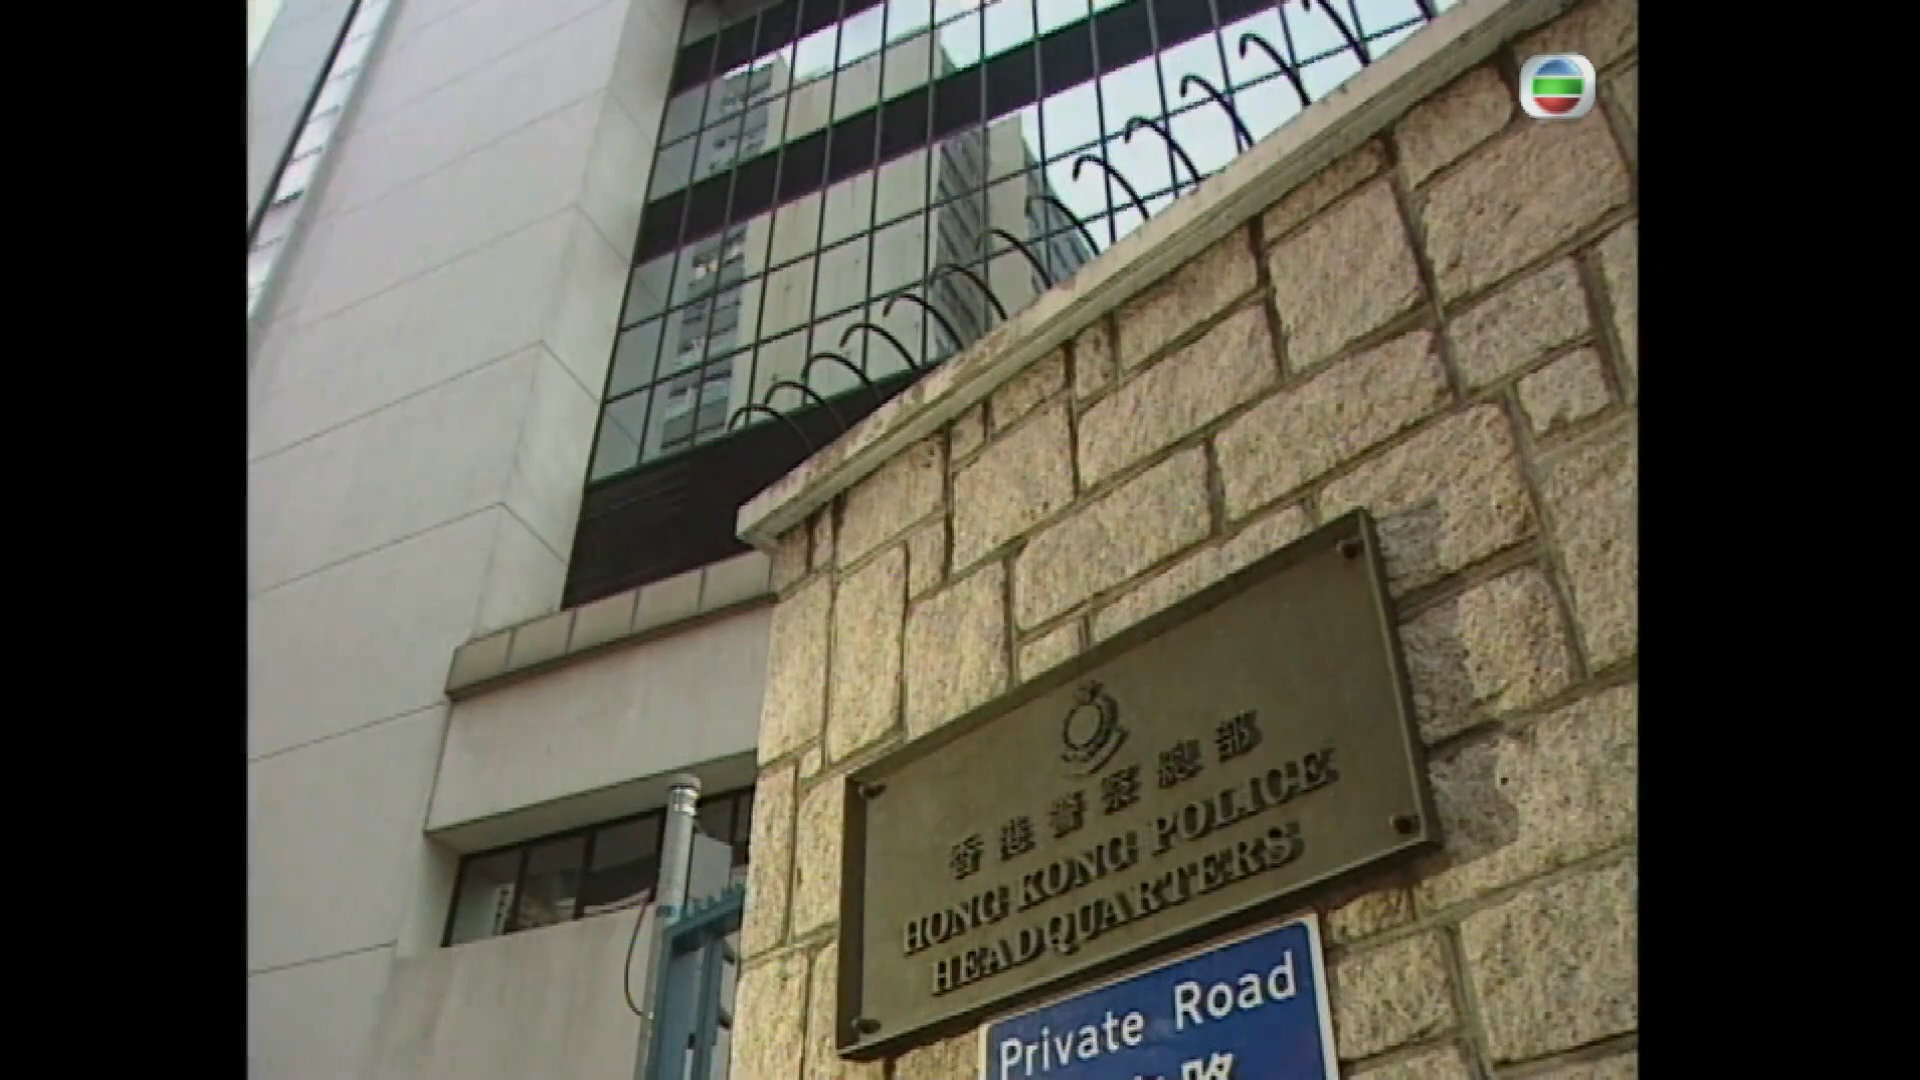 香港警察總部
HONG KONG POLICE
HEADQUARTERS
Private Road